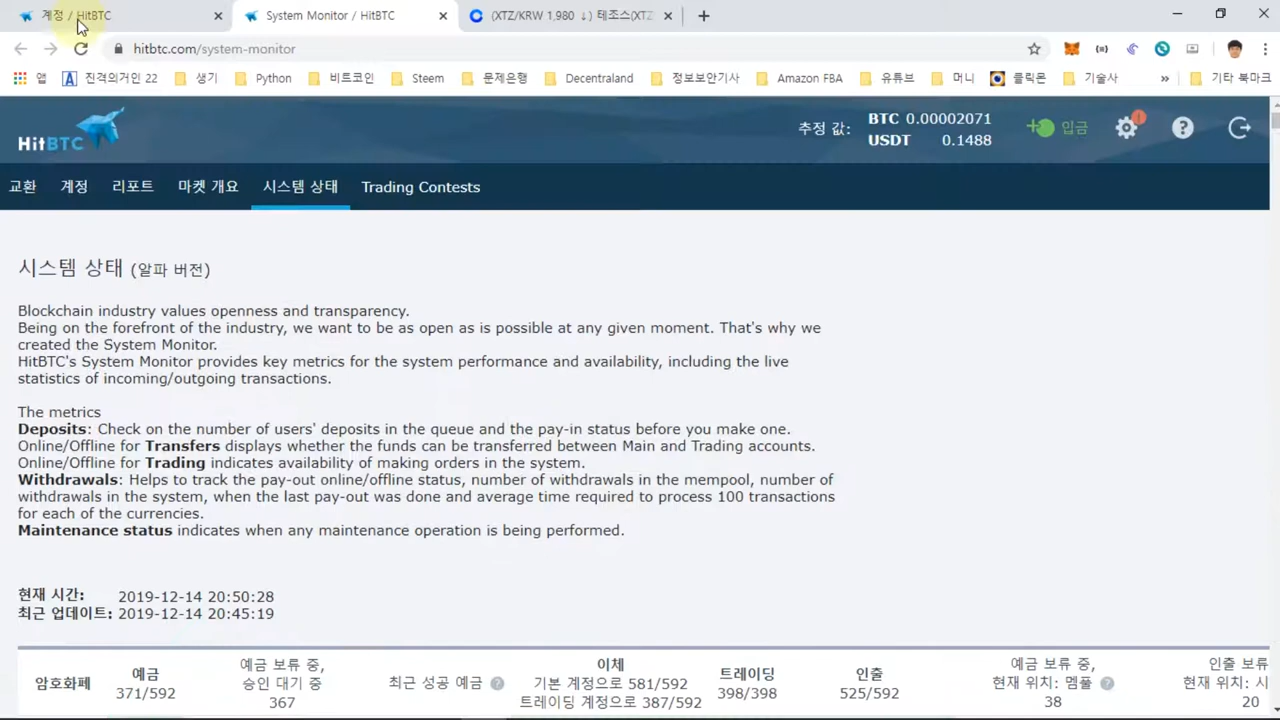 계정 / HitBTC
System Monitor / HitBTC
(XTZ/KRW 1,980 ↓) 테조스(XTZ
hitbtc.com/system-monitor
앱
진격의거인 22
생기
Python
비트코인
Steem
문제은행
Decentraland
정보보안기사
Amazon FBA
유튜브
머니
클릭몬
기술사
»
기타 북마크
HitBTC
추정 값:
BTC 0.00002071
USDT 0.1488
입금
교환
계정
리포트
마켓 개요
시스템 상태
Trading Contests
시스템 상태 (알파 버전)
Blockchain industry values openness and transparency.
Being on the forefront of the industry, we want to be as open as is possible at any given moment. That's why we
created the System Monitor.
HitBTC's System Monitor provides key metrics for the system performance and availability, including the live
statistics of incoming/outgoing transactions.
The metrics
Deposits: Check on the number of users' deposits in the queue and the pay-in status before you make one.
Online/Offline for Transfers displays whether the funds can be transferred between Main and Trading accounts.
Online/Offline for Trading indicates availability of making orders in the system.
Withdrawals: Helps to track the pay-out online/offline status, number of withdrawals in the mempool, number of
withdrawals in the system, when the last pay-out was done and average time required to process 100 transactions
for each of the currencies.
Maintenance status indicates when any maintenance operation is being performed.
현재 시간: 2019-12-14 20:50:28
최근 업데이트: 2019-12-14 20:45:19
암호화폐
예금
371/592
예금 보류 중,
승인 대기 중
367
최근 성공 예금 ?
이체
기본 계정으로 581/592
트레이딩 계정으로 387/592
트레이딩
398/398
인출
525/592
예금 보류 중,
현재 위치: 멤풀 ?
38
인출 보류
현재 위치: 시
20